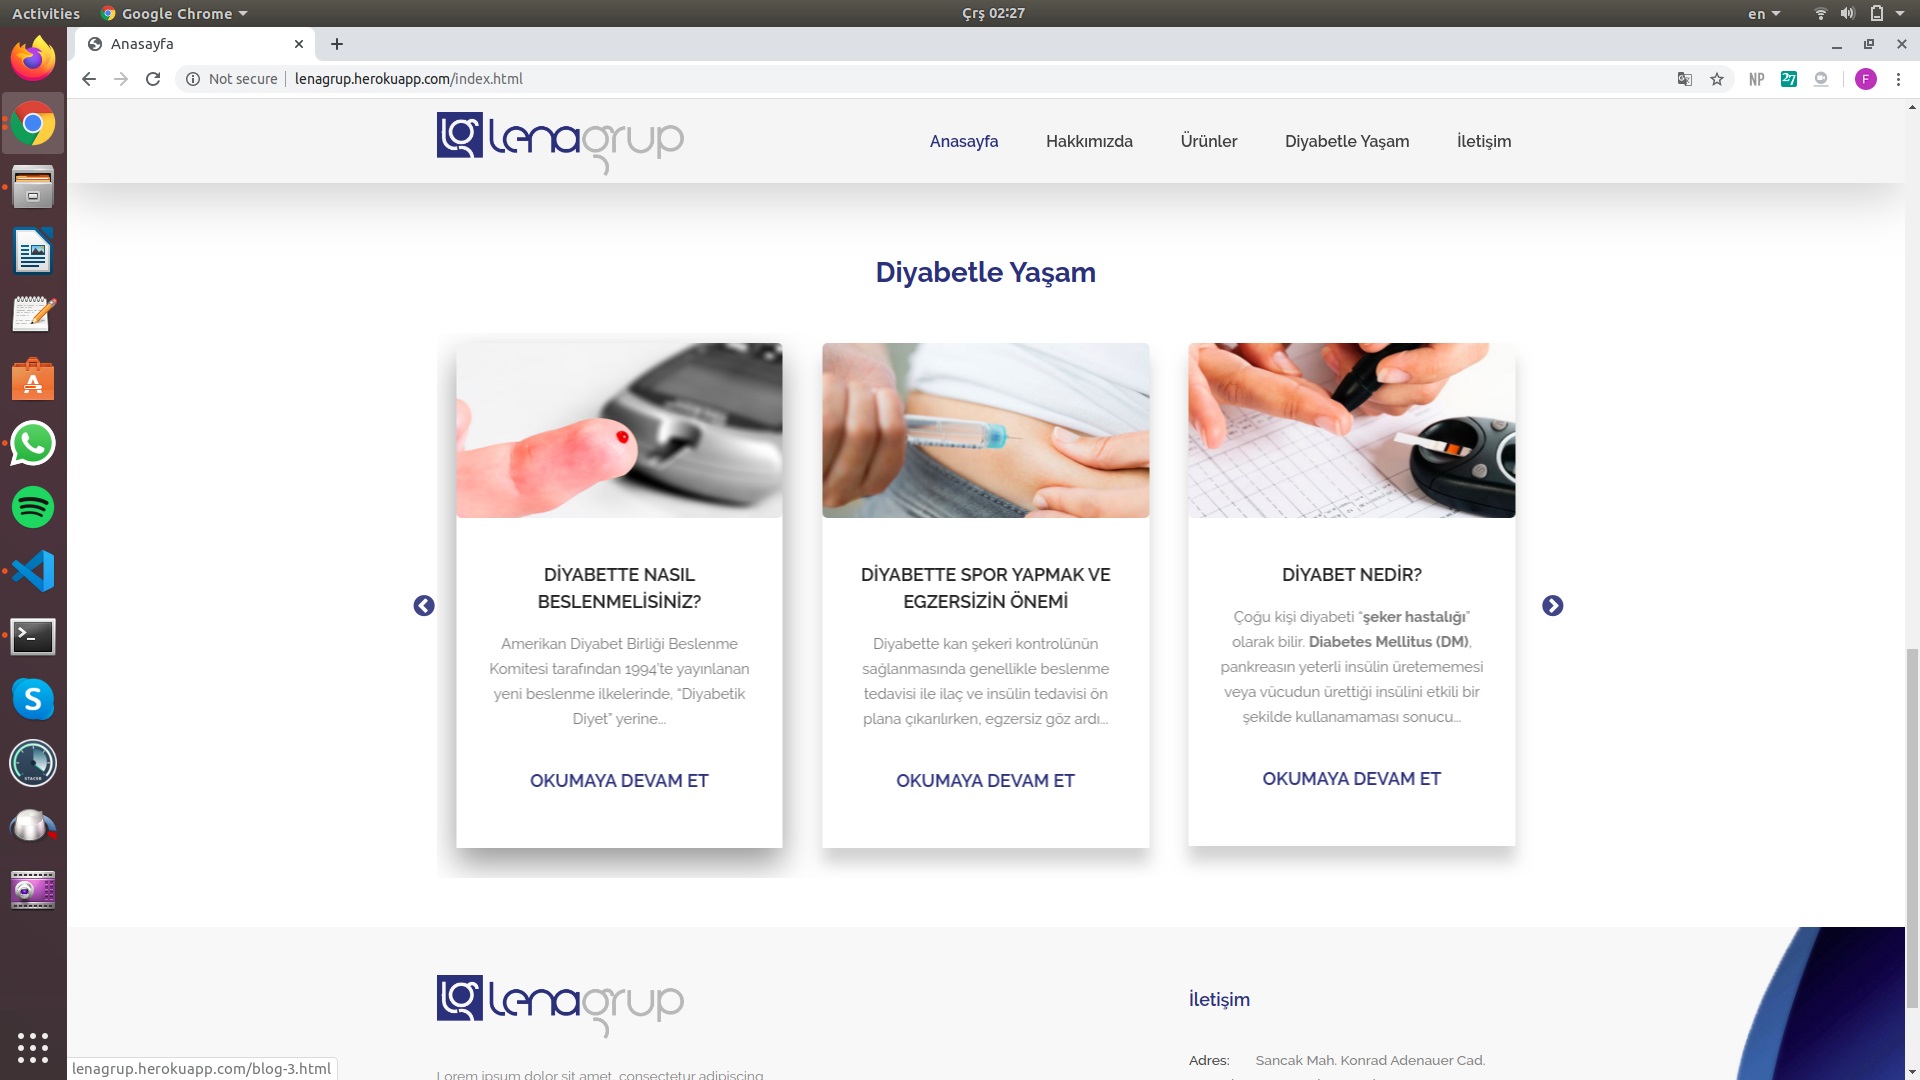 Activities
Google Chrome
Çrş 02:27
en
Anasayfa
Not secure
lenagrup.herokuapp.com/index.html
NP
27
F
lg lenagrup
Anasayfa
Hakkımızda
Ürünler
Diyabetle Yaşam
İletişim
Diyabetle Yaşam
DİYABETTE NASIL
BESLENMELİSİNİZ?
Amerikan Diyabet Birliği Beslenme
Komitesi tarafından 1994'te yayınlanan
yeni beslenme ilkelerinde, “Diyabetik
Diyet” yerine...
OKUMAYA DEVAM ET
DİYABETTE SPOR YAPMAK VE
EGZERSİZİN ÖNEMİ
Diyabette kan şekeri kontrolünün
sağlanmasında genellikle beslenme
tedavisi ile ilaç ve insülin tedavisi ön
plana çıkarılırken, egzersiz göz ardı...
OKUMAYA DEVAM ET
DİYABET NEDİR?
Çoğu kişi diyabeti “şeker hastalığı”
olarak bilir. Diabetes Mellitus (DM),
pankreasın yeterli insülin üretememesi
veya vücudun ürettiği insülini etkili bir
şekilde kullanamaması sonucu...
OKUMAYA DEVAM ET
lg lenagrup
Lorem ipsum dolor sit amet, consectetur adipiscing
İletişim
Adres:
Sancak Mah. Konrad Adenauer Cad.
STACER
lenagrup.herokuapp.com/blog-3.html